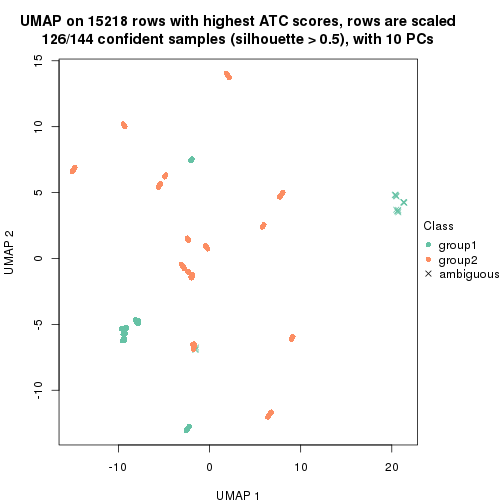 UMAP on 15218 rows with highest ATC scores, rows are scaled
126/144 confident samples (silhouette > 0.5), with 10 PCs
15
10
5
0
-5
-10
UMAP 2
-10
0
10
20
UMAP 1
Class
group1
group2
ambiguous